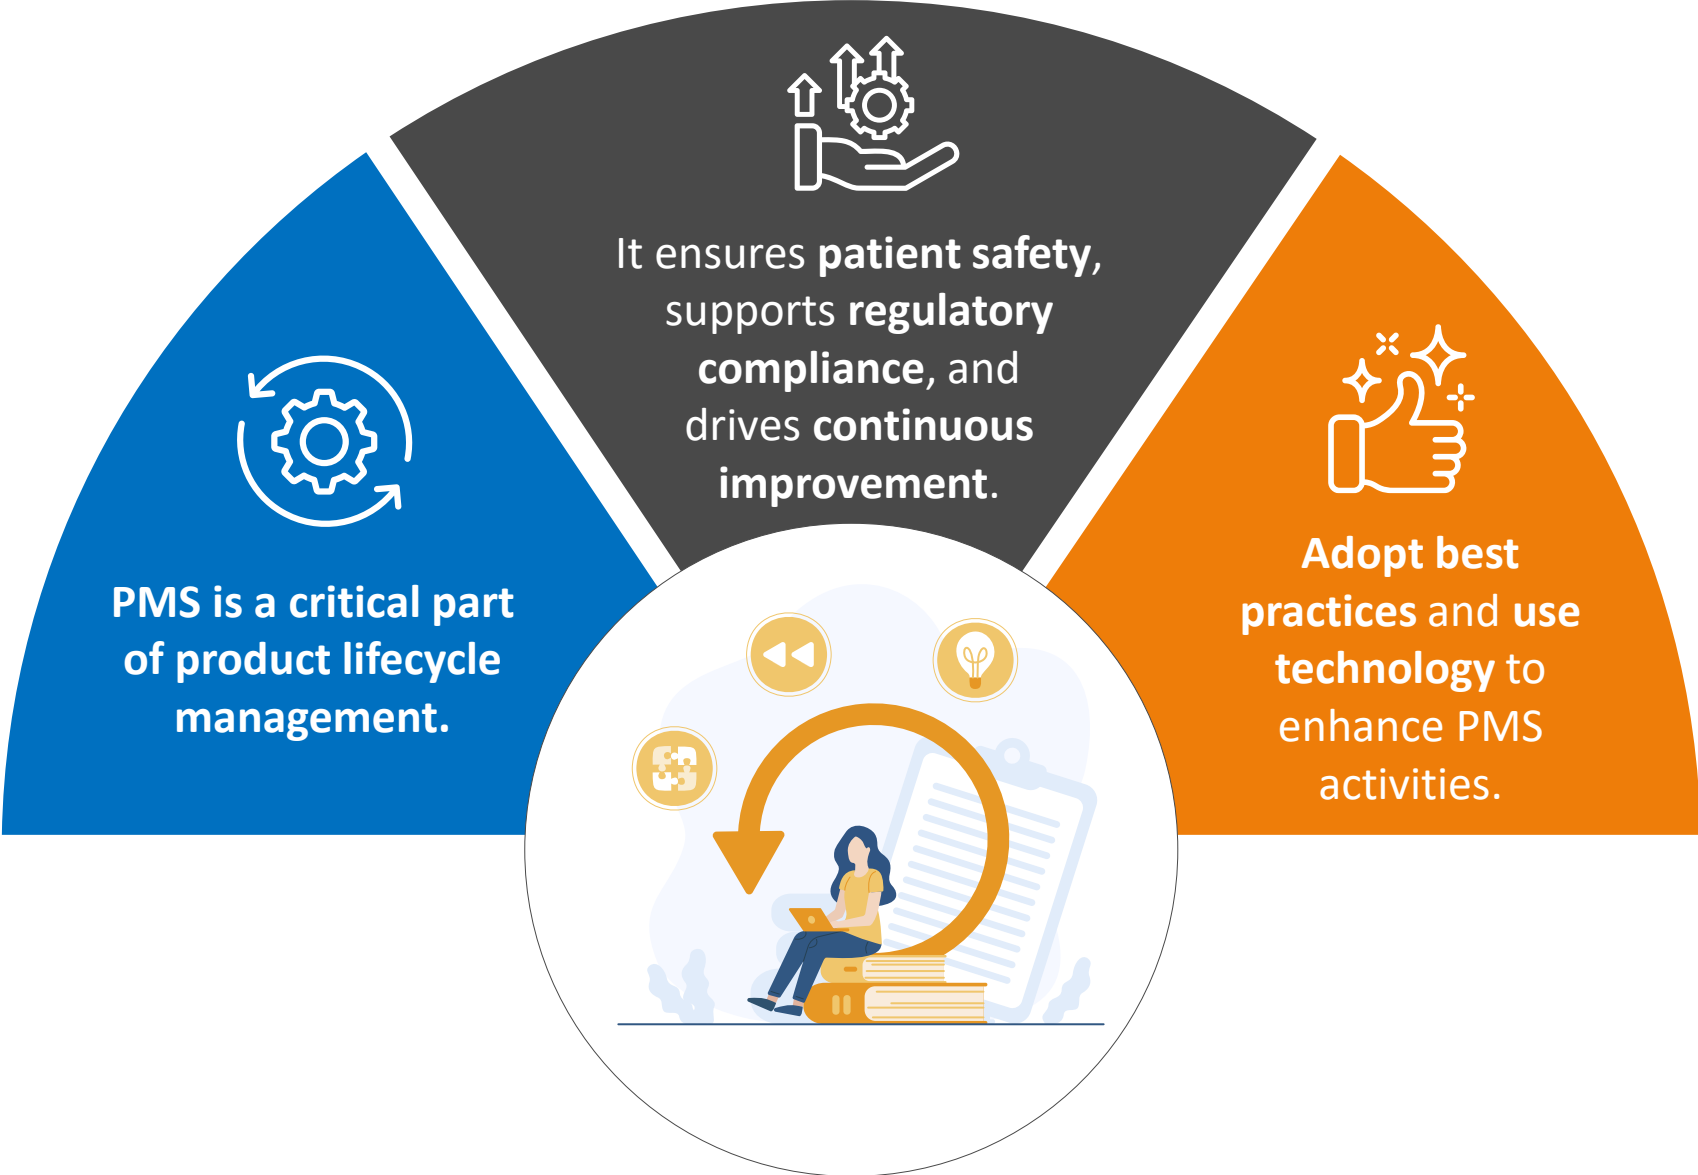 PMS is a critical part
of product lifecycle
management.
It ensures patient safety,
supports regulatory
compliance, and
drives continuous
improvement.
Adopt best
practices and use
technology to
enhance PMS
activities.